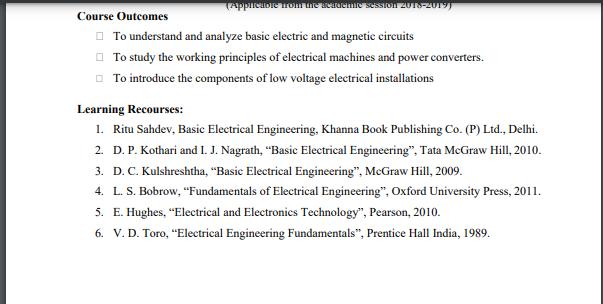 (Applicable from the academic session 2018-2019)
Course Outcomes
To understand and analyze basic electric and magnetic circuits
To study the working principles of electrical machines and power converters.
To introduce the components of low voltage electrical installations
Learning Recourses:
1. Ritu Sahdev, Basic Electrical Engineering, Khanna Book Publishing Co. (P) Ltd., Delhi.
2. D. P. Kothari and I. J. Nagrath, “Basic Electrical Engineering”, Tata McGraw Hill, 2010.
3. D. C. Kulshreshtha, “Basic Electrical Engineering”, McGraw Hill, 2009.
4. L. S. Bobrow, “Fundamentals of Electrical Engineering”, Oxford University Press, 2011.
5. E. Hughes, “Electrical and Electronics Technology”, Pearson, 2010.
6. V. D. Toro, “Electrical Engineering Fundamentals”, Prentice Hall India, 1989.